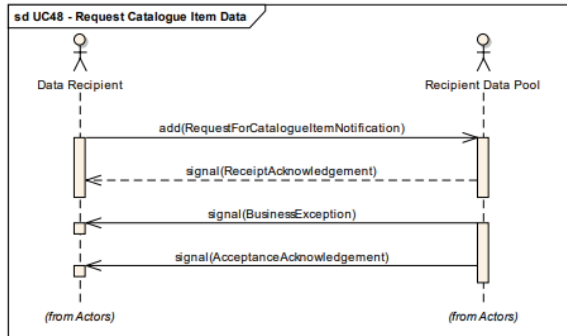 sd UC48 - Request Catalogue Item Data
Data Recipient
Recipient Data Pool
add(RequestForCatalogueItemNotification)
signal(ReceiptAcknowledgement)
signal(BusinessException)
signal(AcceptanceAcknowledgement)
(from Actors)
(from Actors)